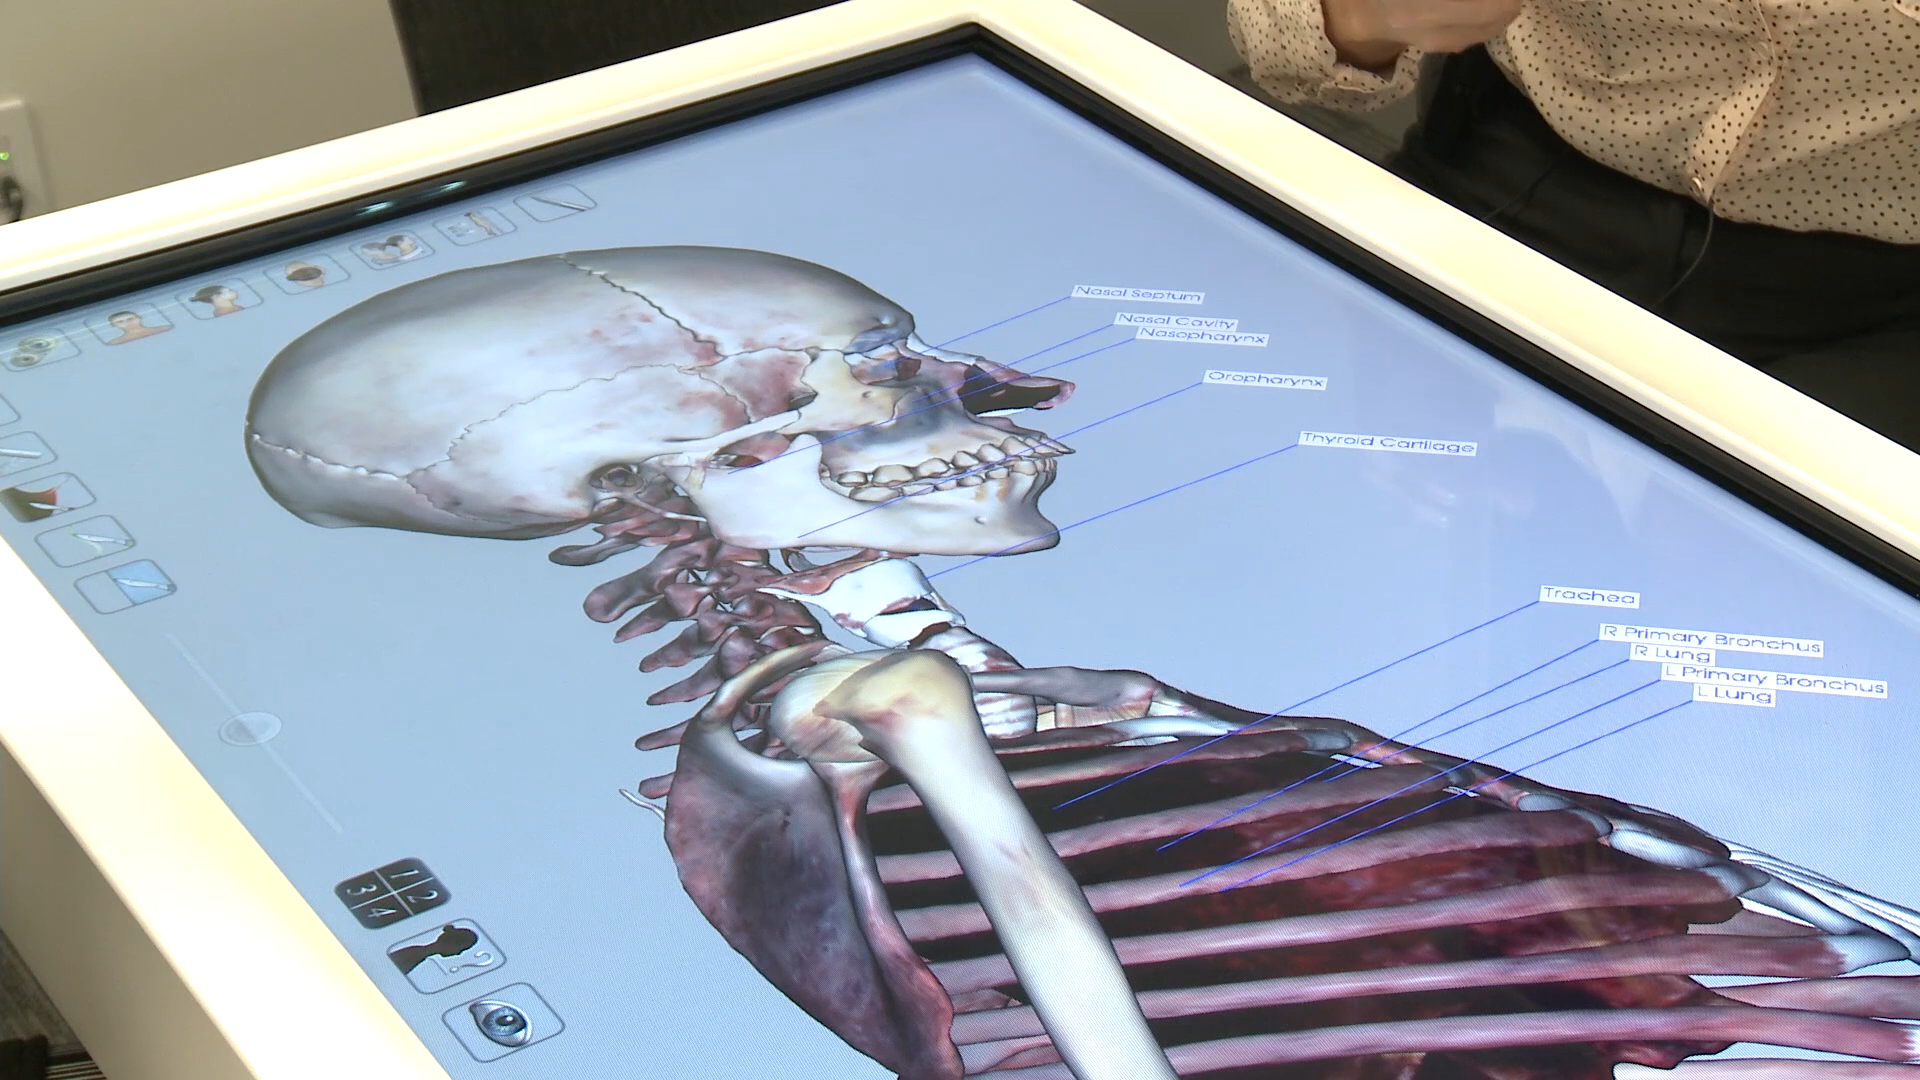 Nasal Septum
Nasal Cavity
Nasopharynx
Oropharynx
Thyroid Cartilage
Trachea
R Primary Bronchus
R Lung
L Primary Bronchus
L Lung
1 2
3 4
?